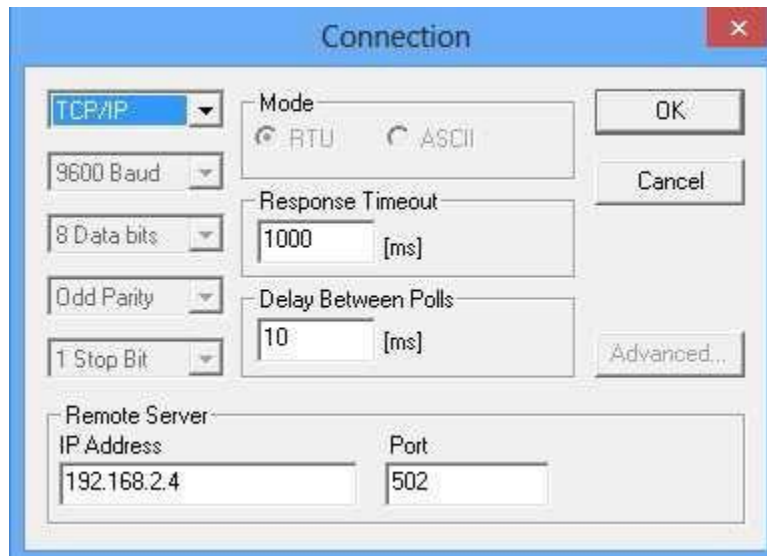 Connection
TCP/IP
9600 Baud
8 Data bits
Odd Parity
1 Stop Bit
Mode
RTU ASCII
Response Timeout
1000 [ms]
Delay Between Polls
10 [ms]
OK
Cancel
Advanced...
Remote Server
IP Address Port
192.168.2.4 502